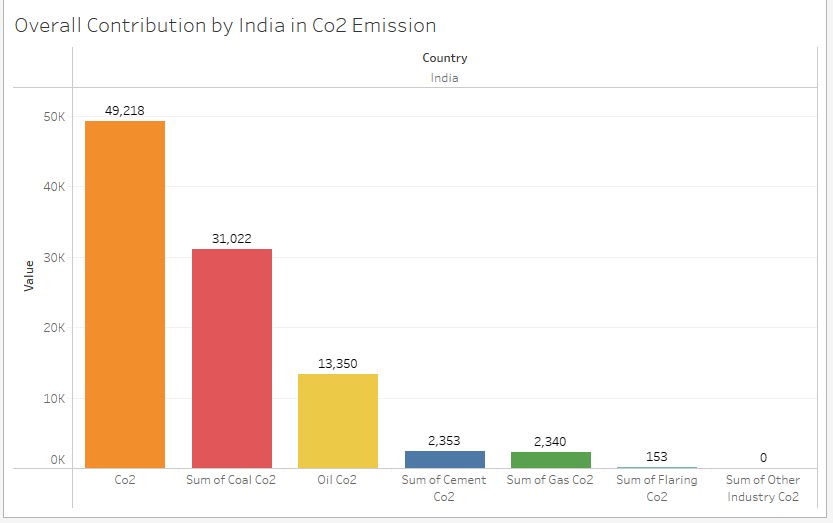 Overall Contribution by India in Co2 Emission
Country
India
Value
50K
40K
30K
20K
10K
0K
49,218
31,022
13,350
2,353
2,340
153
0
Co2
Sum of Coal Co2
Oil Co2
Sum of Cement
Co2
Sum of Gas Co2
Sum of Flaring
Co2
Sum of Other
Industry Co2